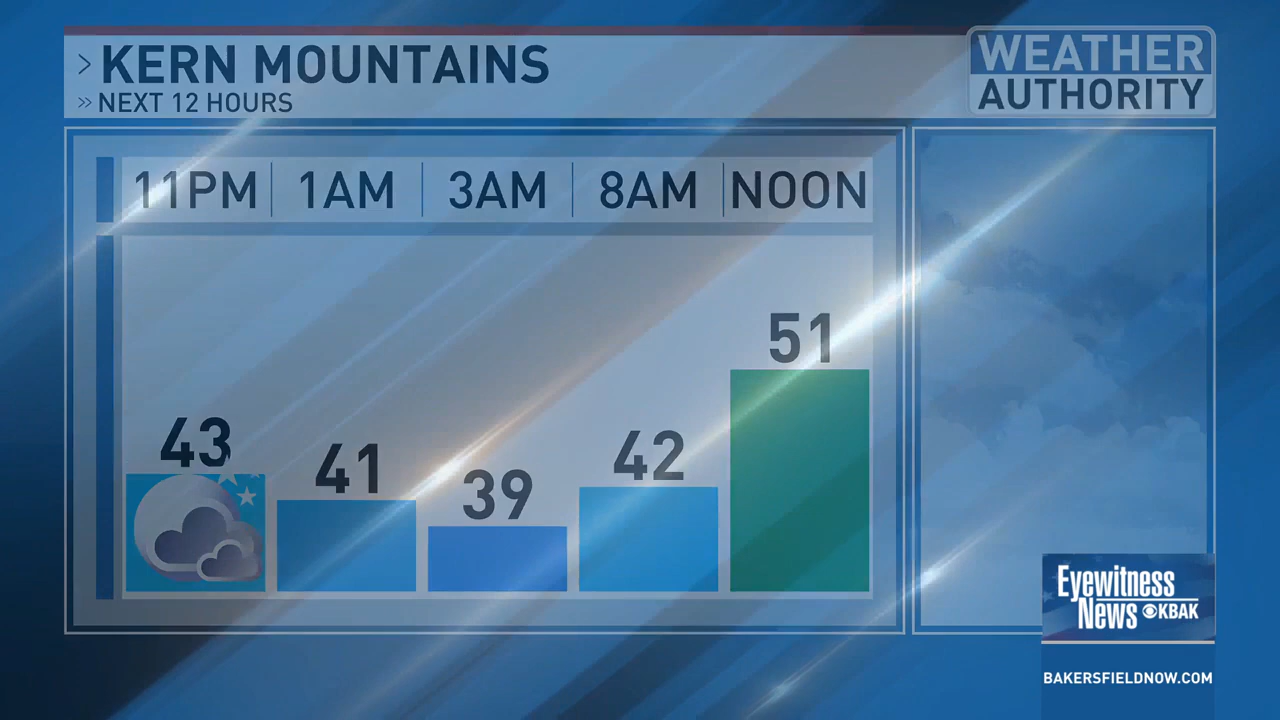 > KERN MOUNTAINS
» NEXT 12 HOURS
WEATHER
AUTHORITY
11PM 1AM 3AM 8AM NOON
43 41 39 42 51
Eyewitness
News KBAK
BAKERSFIELDNOW.COM